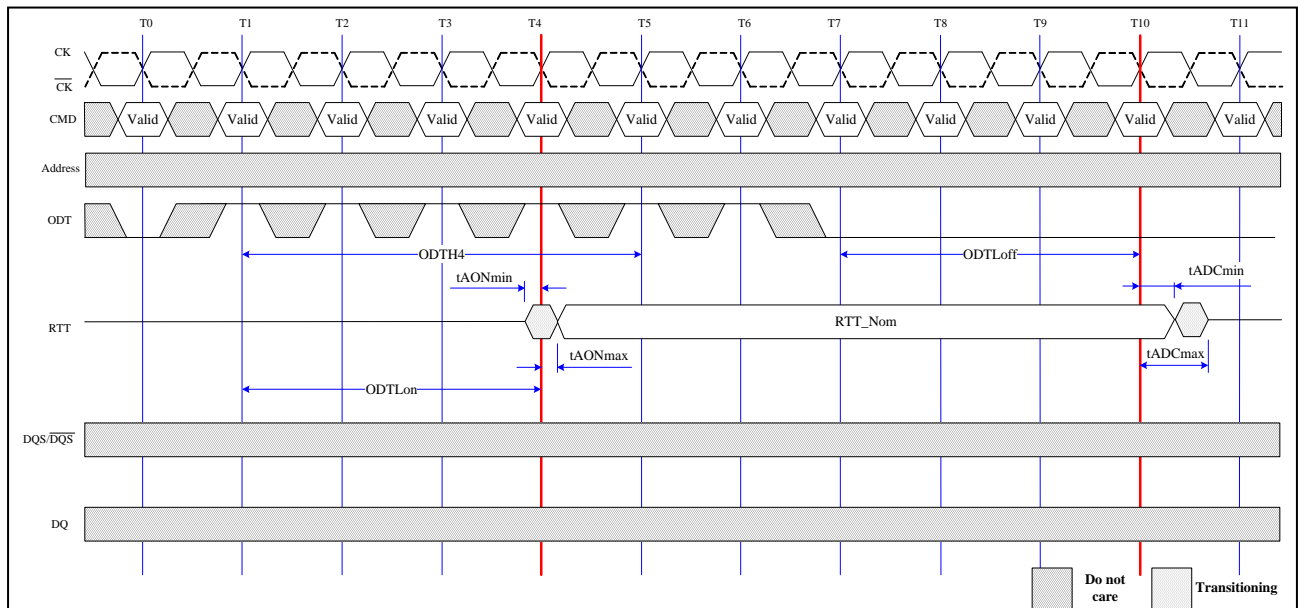 T0 T1 T2 T3 T4 T5 T6 T7 T8 T9 T10 T11
CK
CK
CMD Valid Valid Valid Valid Valid Valid Valid Valid Valid Valid Valid Valid
Address
ODT
ODTH4 ODTLoff
tAONmin tADCmin
RTT RTT_Nom
tAONmax tADCmax
ODTLon
DQS/DQS
DQ
Do not care Transitioning